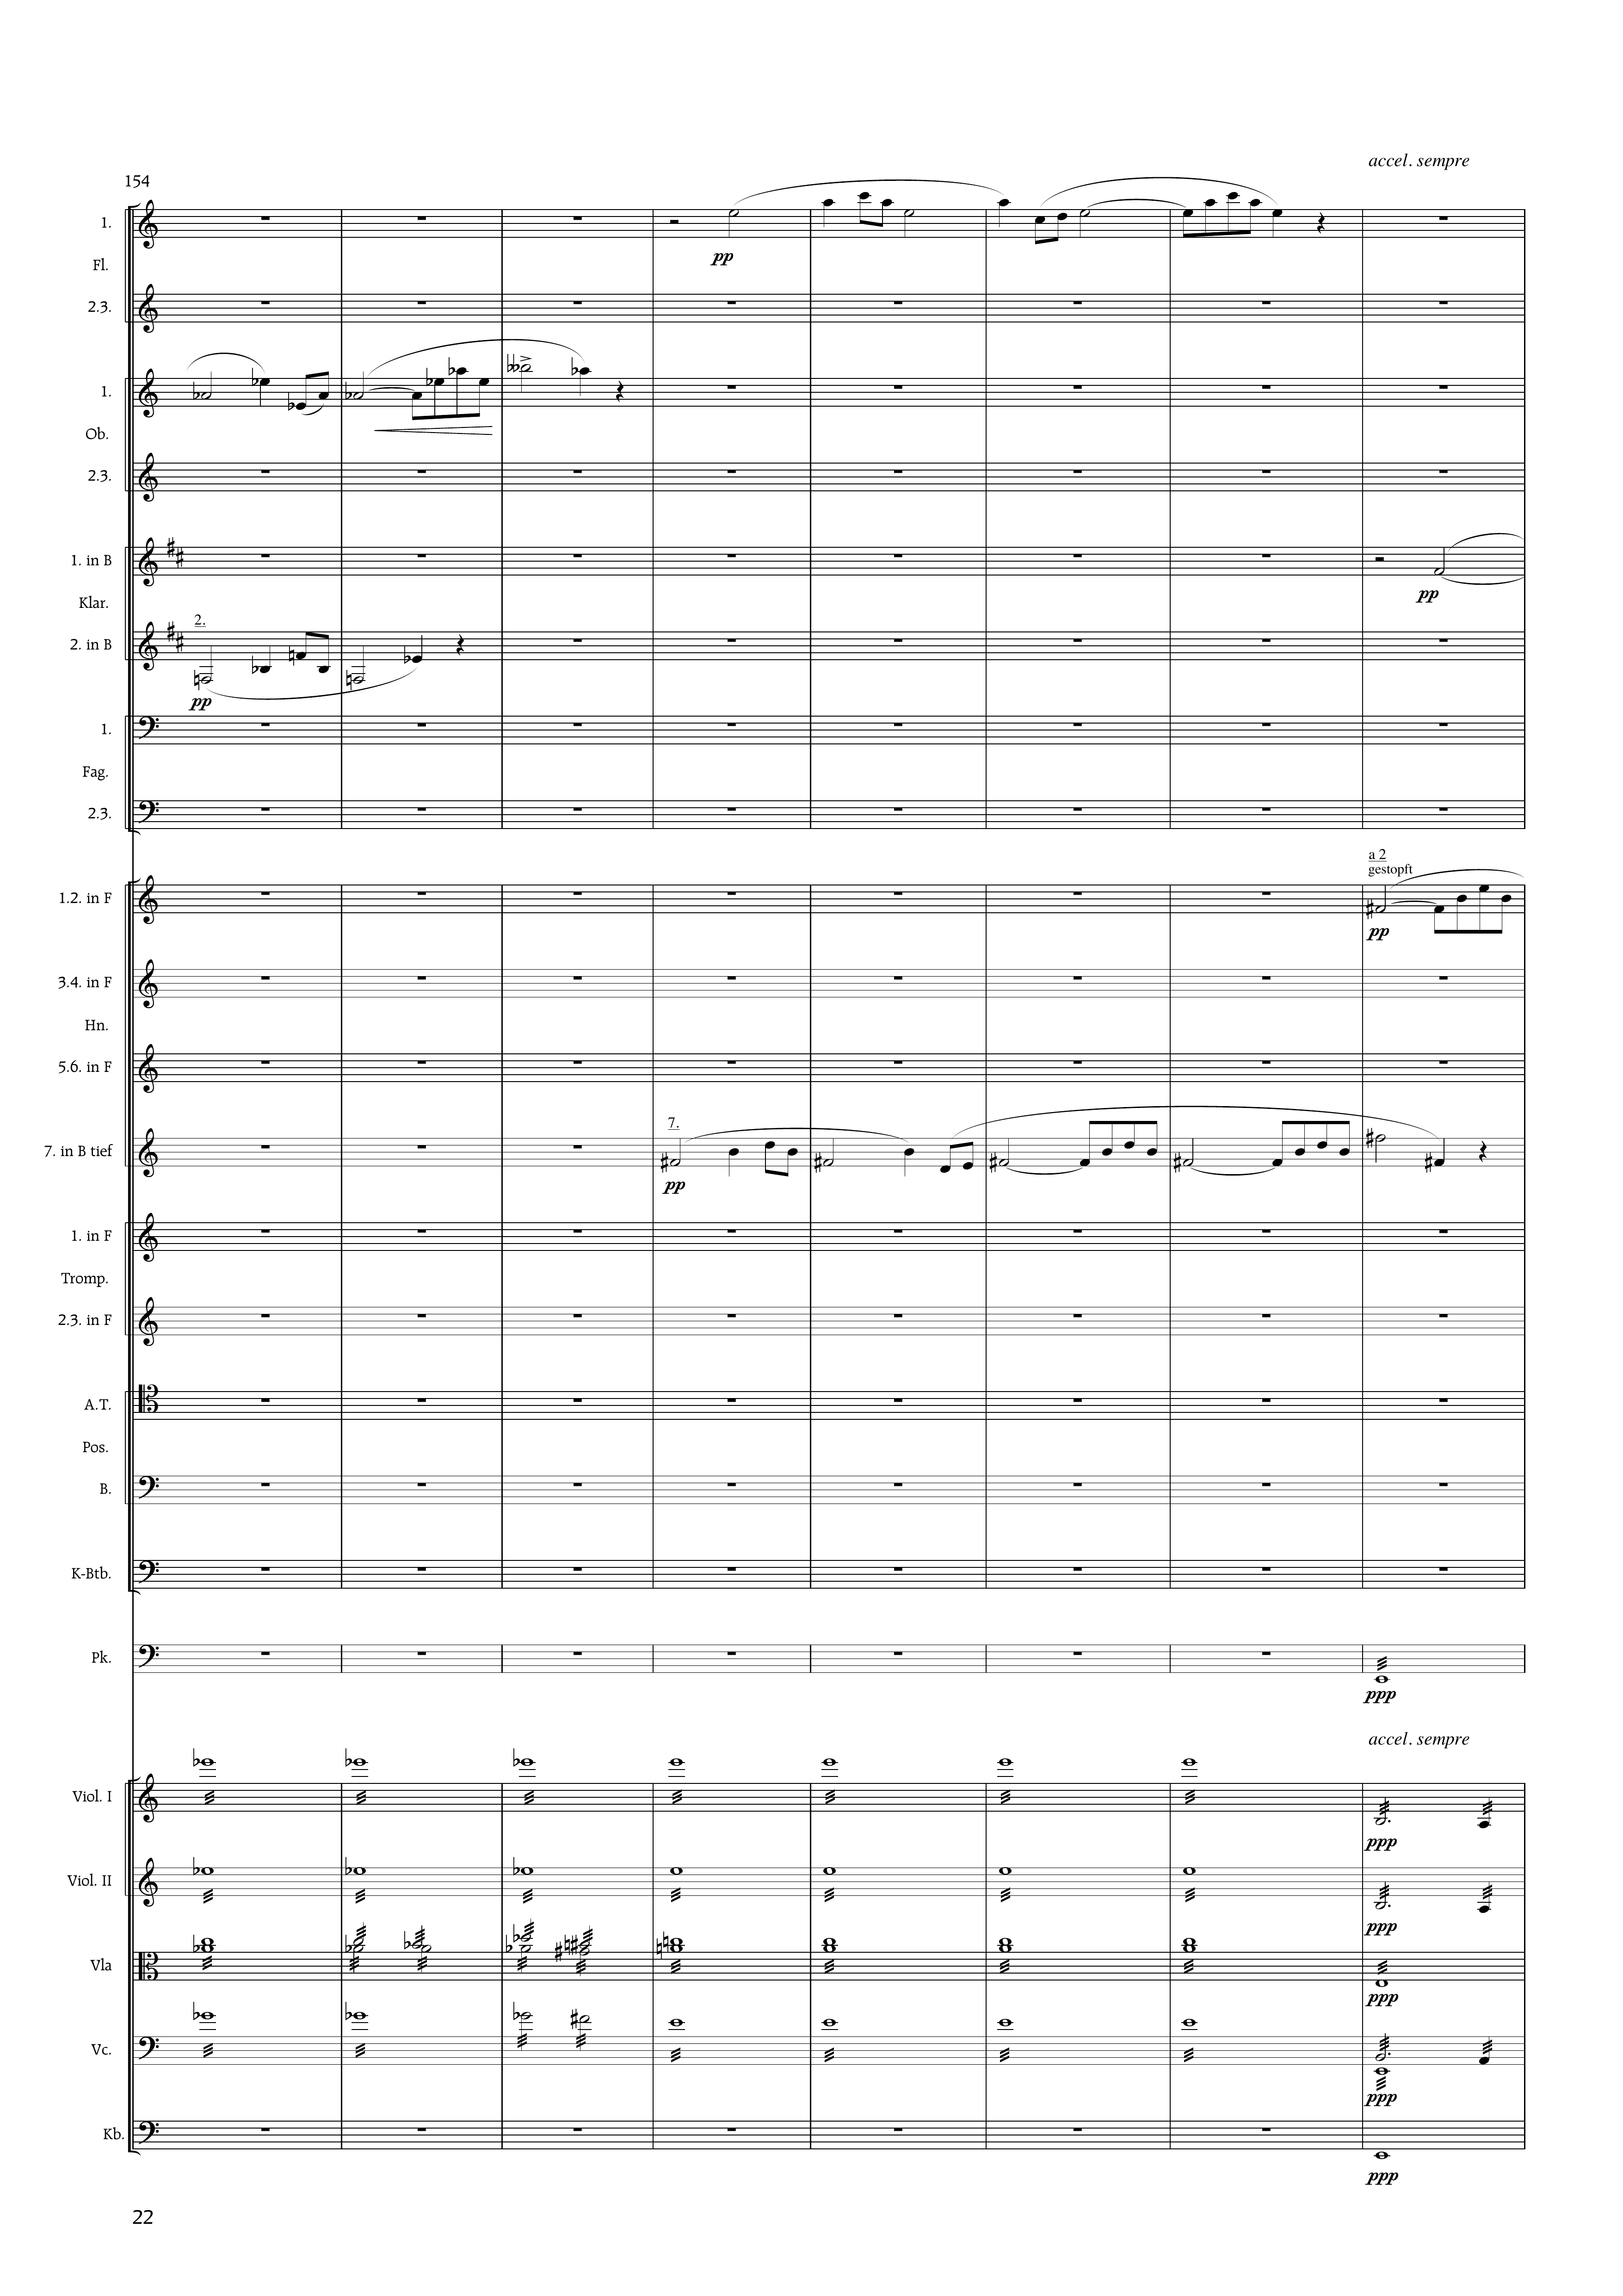 accel. sempre
154
1.
Fl.
pp
2.3.
1.
Ob.
2.3.
1. in B
pp
Klar.
2.
2. in B
pp
1.
Fag.
2.3.
a 2
gestopft
1.2. in F
pp
3.4. in F
Hn.
5.6. in F
7.
7. in B tief
pp
1. in F
Tromp.
2.3. in F
A.T.
Pos.
B.
K-Btb.
Pk.
ppp
accel. sempre
Viol. I
ppp
Viol. II
ppp
Vla
ppp
Vc.
ppp
Kb.
ppp
22